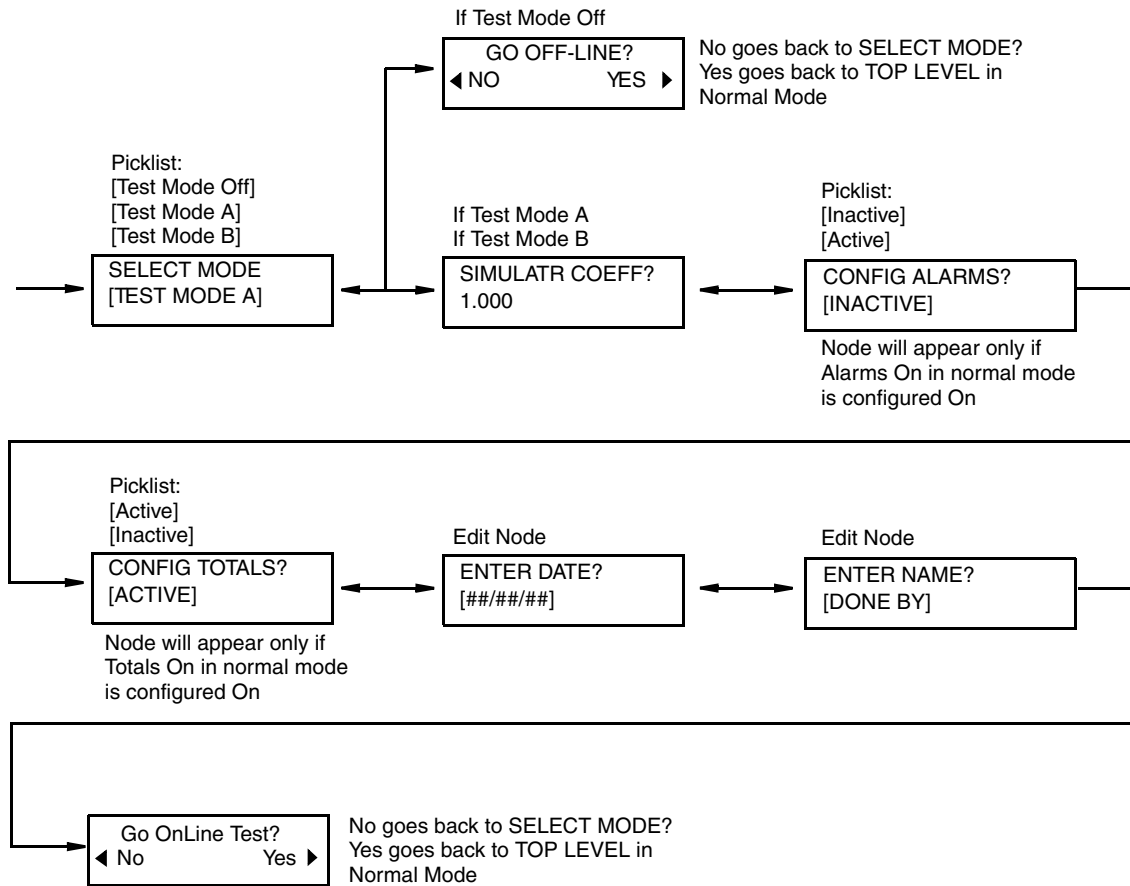 If Test Mode Off
GO OFF-LINE?
NO YES
No goes back to SELECT MODE?
Yes goes back to TOP LEVEL in
Normal Mode
Picklist:
[Test Mode Off]
[Test Mode A]
[Test Mode B]
SELECT MODE
[TEST MODE A]
If Test Mode A
If Test Mode B
SIMULATR COEFF?
1.000
Picklist:
[Inactive]
[Active]
CONFIG ALARMS?
[INACTIVE]
Node will appear only if
Alarms On in normal mode
is configured On
Picklist:
[Active]
[Inactive]
CONFIG TOTALS?
[ACTIVE]
Node will appear only if
Totals On in normal mode
is configured On
Edit Node
ENTER DATE?
[##/##/##]
Edit Node
ENTER NAME?
[DONE BY]
Go OnLine Test?
No Yes
No goes back to SELECT MODE?
Yes goes back to TOP LEVEL in
Normal Mode